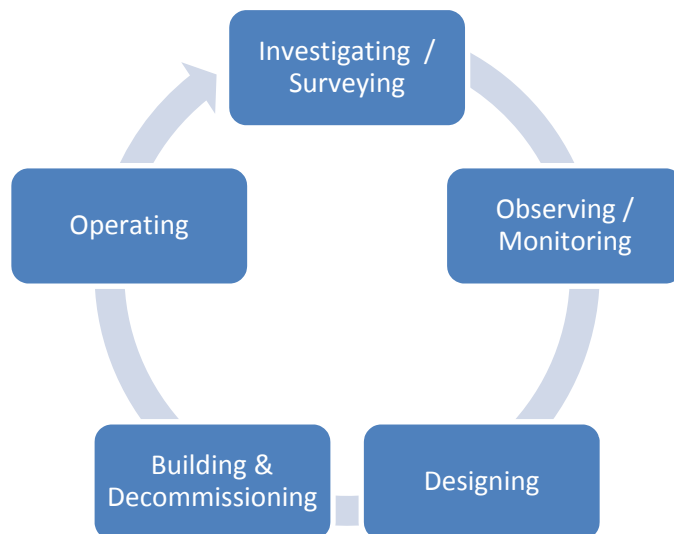 Investigating /
Surveying
Observing /
Monitoring
Designing
Building &
Decommissioning
Operating